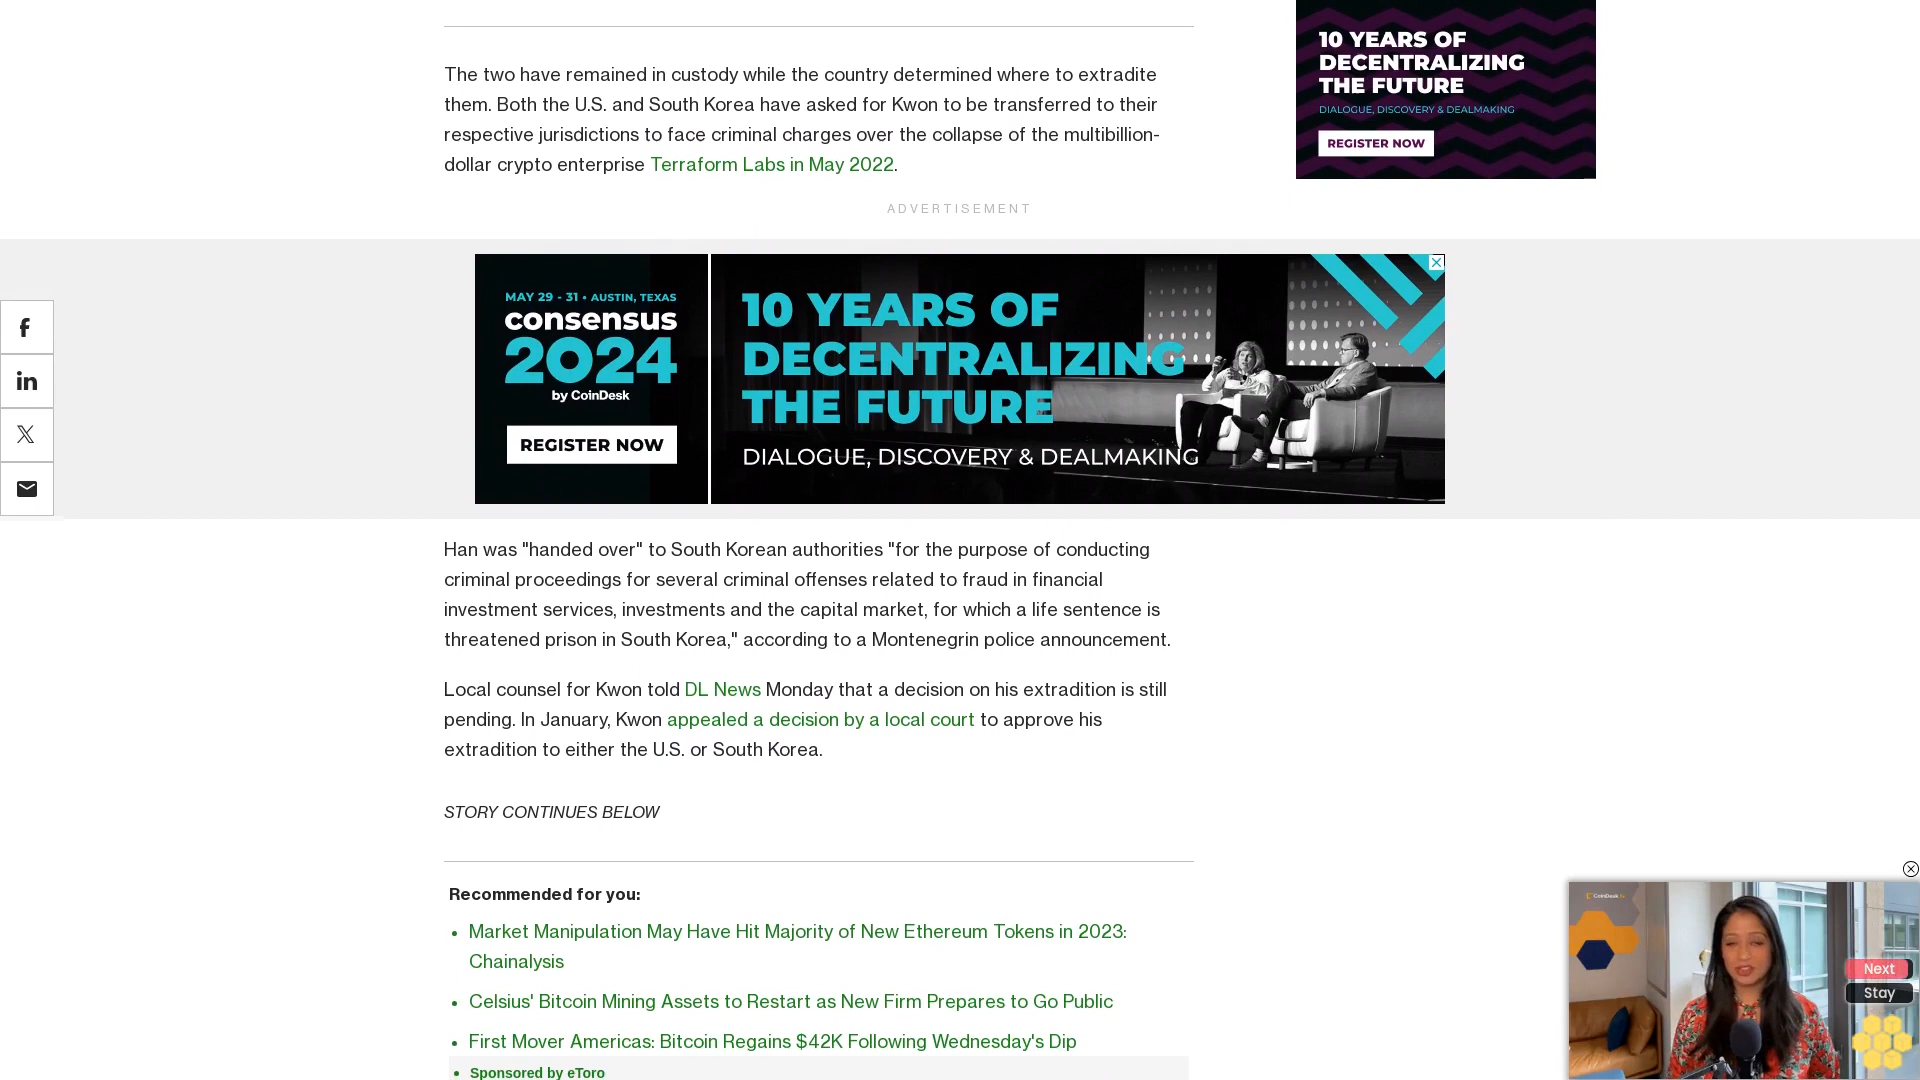 10 YEARS OF
DECENTRALIZING
THE FUTURE
DIALOGUE, DISCOVERY & DEALMAKING
REGISTER NOW
The two have remained in custody while the country determined where to extradite
them. Both the U.S. and South Korea have asked for Kwon to be transferred to their
respective jurisdictions to face criminal charges over the collapse of the multibillion-
dollar crypto enterprise Terraform Labs in May 2022.
ADVERTISEMENT
MAY 29 - 31 • AUSTIN, TEXAS
consensus
2024
by CoinDesk
REGISTER NOW
10 YEARS OF
DECENTRALIZING
THE FUTURE
DIALOGUE, DISCOVERY & DEALMAKING
Han was "handed over" to South Korean authorities "for the purpose of conducting
criminal proceedings for several criminal offenses related to fraud in financial
investment services, investments and the capital market, for which a life sentence is
threatened prison in South Korea," according to a Montenegrin police announcement.
Local counsel for Kwon told DL News Monday that a decision on his extradition is still
pending. In January, Kwon appealed a decision by a local court to approve his
extradition to either the U.S. or South Korea.
STORY CONTINUES BELOW
Recommended for you:
• Market Manipulation May Have Hit Majority of New Ethereum Tokens in 2023:
Chainalysis
• Celsius' Bitcoin Mining Assets to Restart as New Firm Prepares to Go Public
• First Mover Americas: Bitcoin Regains $42K Following Wednesday's Dip
• Sponsored by eToro
CoinDesk
Next
Stay